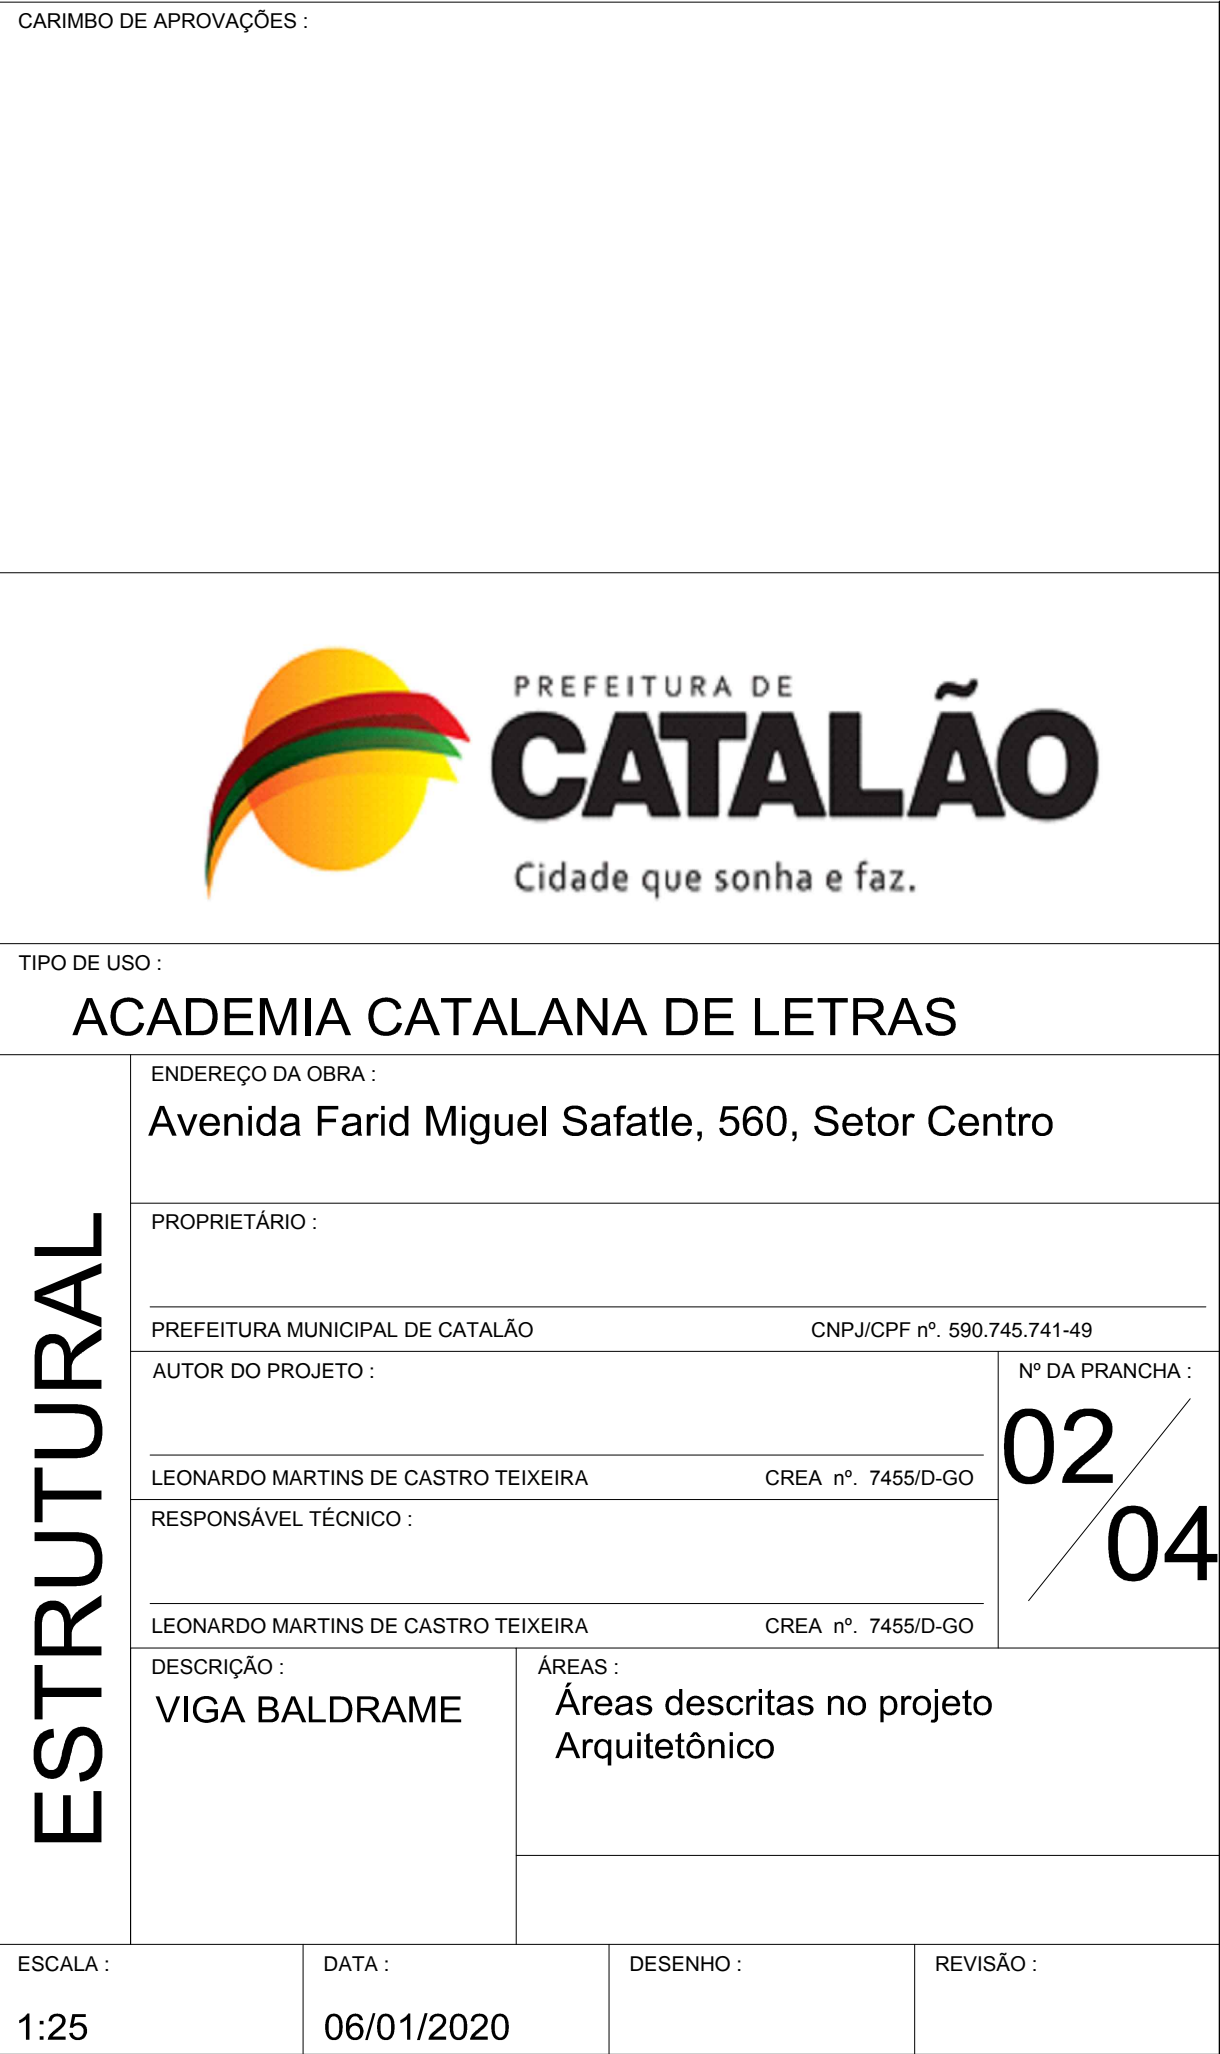 CARIMBO DE APROVAÇÕES :
PREFEITURA DE
CATALÃO
Cidade que sonha e faz.
TIPO DE USO :
ACADEMIA CATALANA DE LETRAS
ESTRUTURAL
ENDEREÇO DA OBRA :
Avenida Farid Miguel Safatle, 560, Setor Centro
PROPRIETÁRIO :
PREFEITURA MUNICIPAL DE CATALÃO CNPJ/CPF nº. 590.745.741-49
AUTOR DO PROJETO :
LEONARDO MARTINS DE CASTRO TEIXEIRA CREA nº. 7455/D-GO
Nº DA PRANCHA :
02
04
RESPONSÁVEL TÉCNICO :
LEONARDO MARTINS DE CASTRO TEIXEIRA CREA nº. 7455/D-GO
DESCRIÇÃO :
VIGA BALDRAME
ÁREAS :
Áreas descritas no projeto
Arquitetônico
ESCALA :
1:25
DATA :
06/01/2020
DESENHO :
REVISÃO :